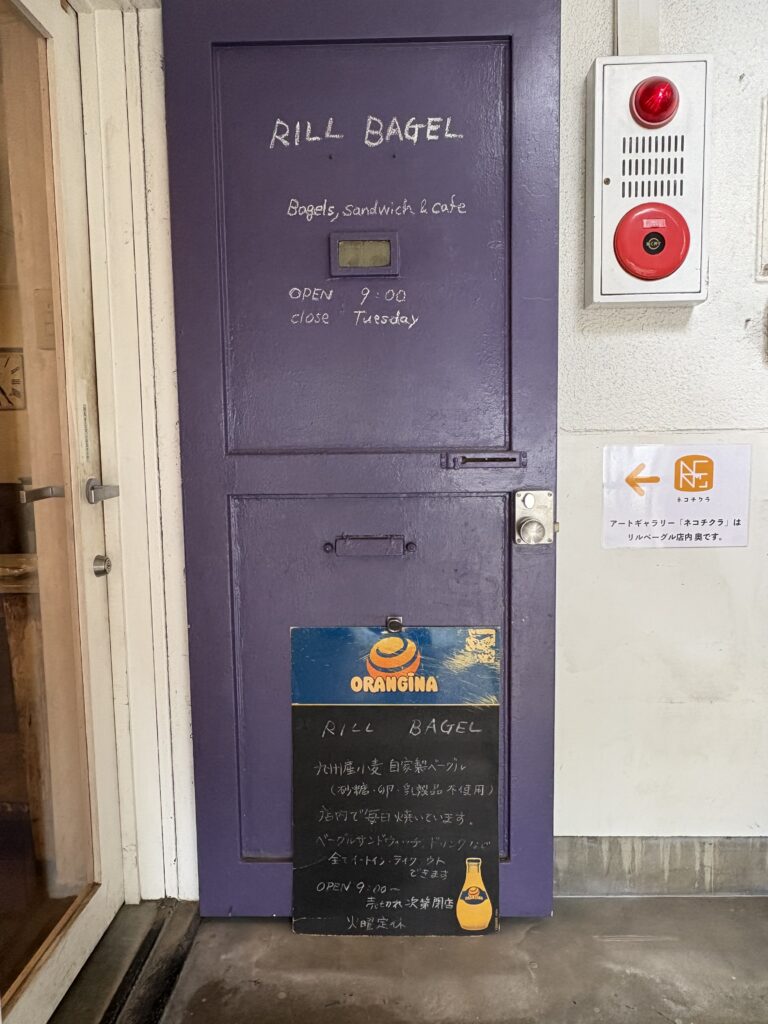 RILL BAGEL
Bagels, sandwich & cafe
OPEN 9:00
close Tuesday
ネコチクラ
アートギャラリー「ネコチクラ」は
リルベーグル店内奥です。
ORANGINA
RILL BAGEL
九州産小麦 自家製ベーグル
(砂糖・卵・乳製品不使用)
店内で毎日焼いています。
ベーグルサンドウィッチ、ドリンクなど
全てイートイン・テイクアウト
できます
OPEN 9:00〜
売切れ次第閉店
火曜定休
ORANGINA